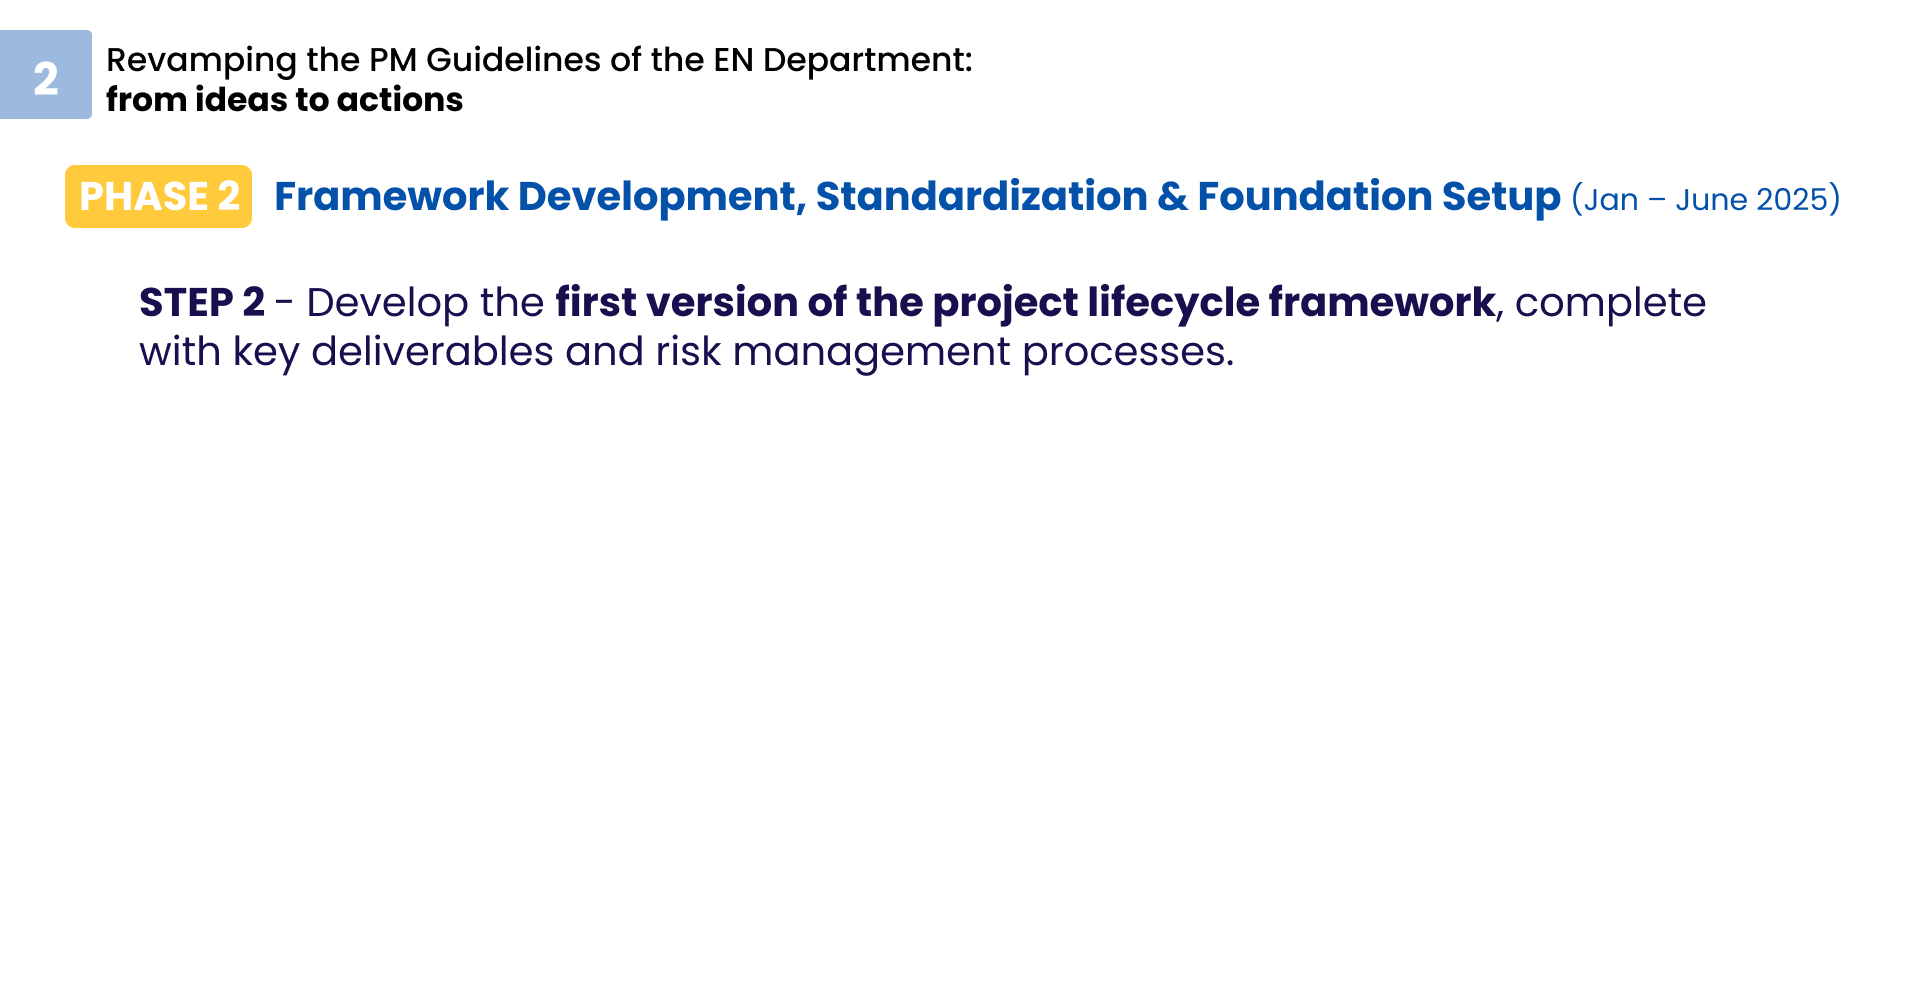 2
Revamping the PM Guidelines of the EN Department:
from ideas to actions
PHASE 2
Framework Development, Standardization & Foundation Setup (Jan – June 2025)
STEP 2 - Develop the first version of the project lifecycle framework, complete
with key deliverables and risk management processes.